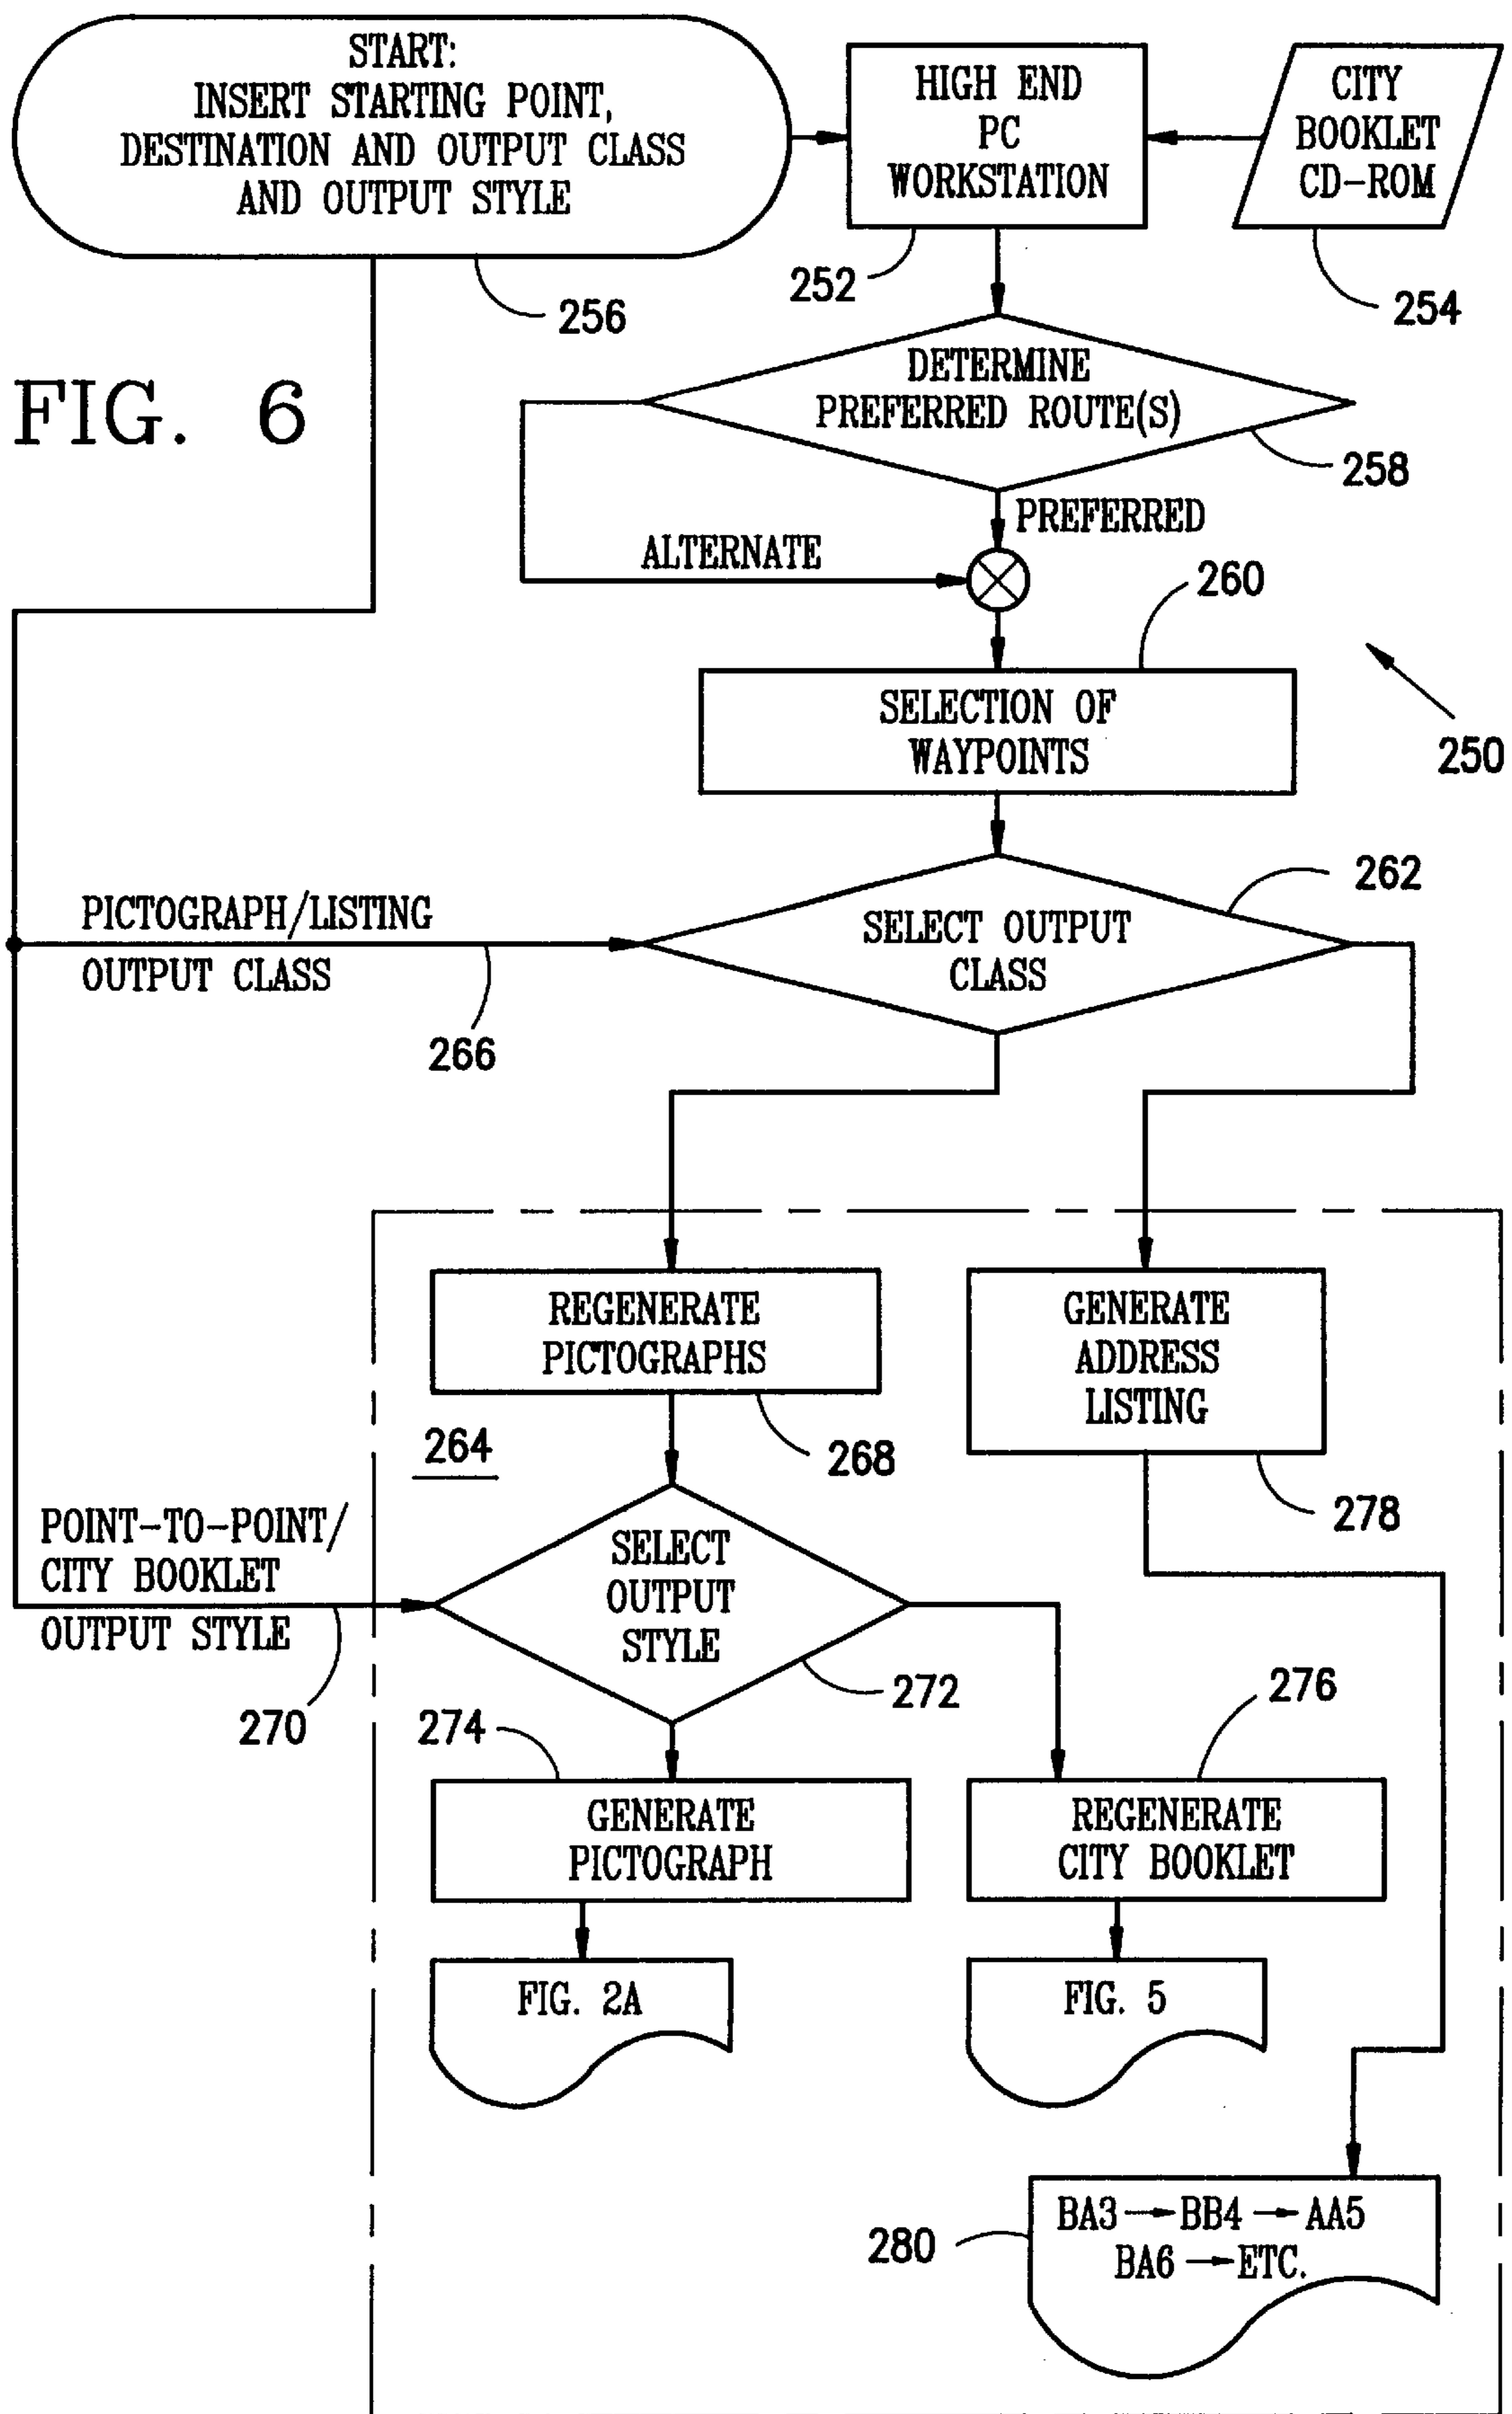 START:
INSERT STARTING POINT,
DESTINATION AND OUTPUT CLASS
AND OUTPUT STYLE
HIGH END
PC
WORKSTATION
CITY
BOOKLET
CD-ROM
252
254
256
FIG. 6
DETERMINE
PREFERRED ROUTE(S)
258
PREFERRED
ALTERNATE
260
SELECTION OF
WAYPOINTS
250
262
PICTOGRAPH/LISTING
OUTPUT CLASS
SELECT OUTPUT
CLASS
266
REGENERATE
PICTOGRAPHS
GENERATE
ADDRESS
LISTING
264
268
278
POINT-TO-POINT/
CITY BOOKLET
OUTPUT STYLE
SELECT
OUTPUT
STYLE
270
272
274
276
GENERATE
PICTOGRAPH
REGENERATE
CITY BOOKLET
FIG. 2A
FIG. 5
280
BA3→BB4→AA5
BA6→ETC.